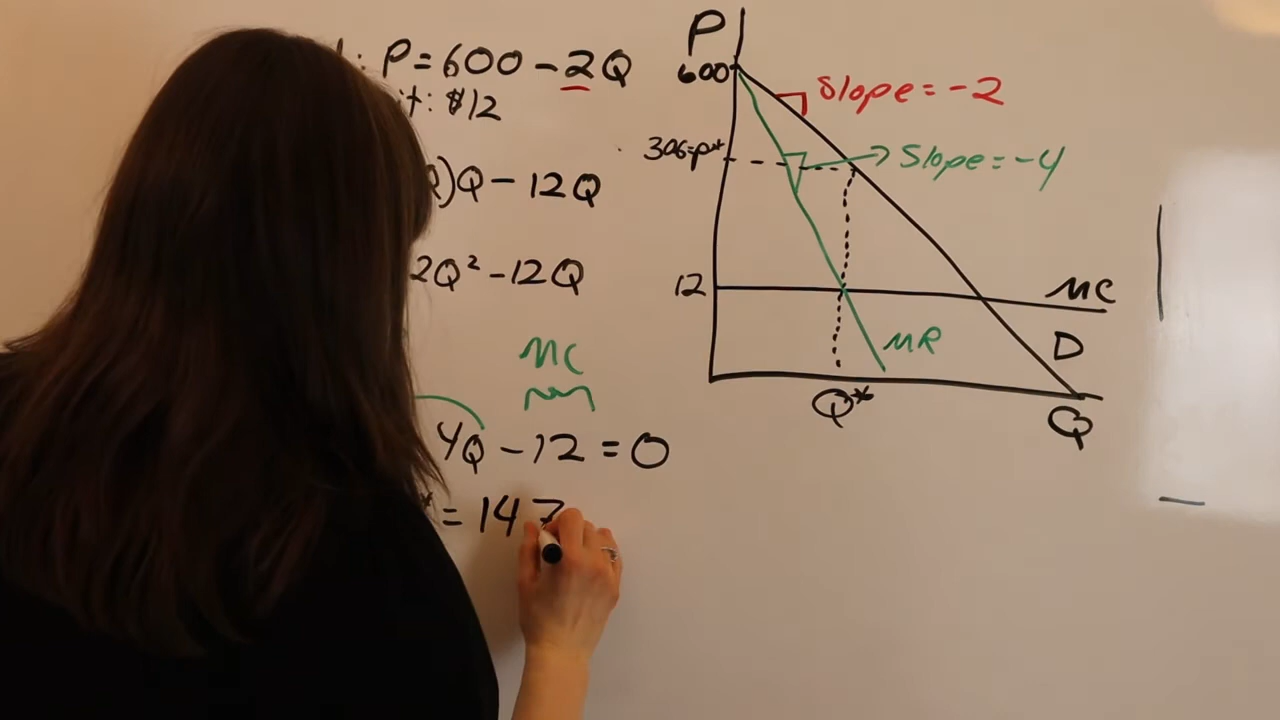 : P = 600 - 2Q
it: $12
)Q - 12Q
2Q² - 12Q
MC
4Q - 12 = 0
* = 147
P
600
Slope = -2
306=P*
Slope = -4
12
MC
MR
D
Q*
Q